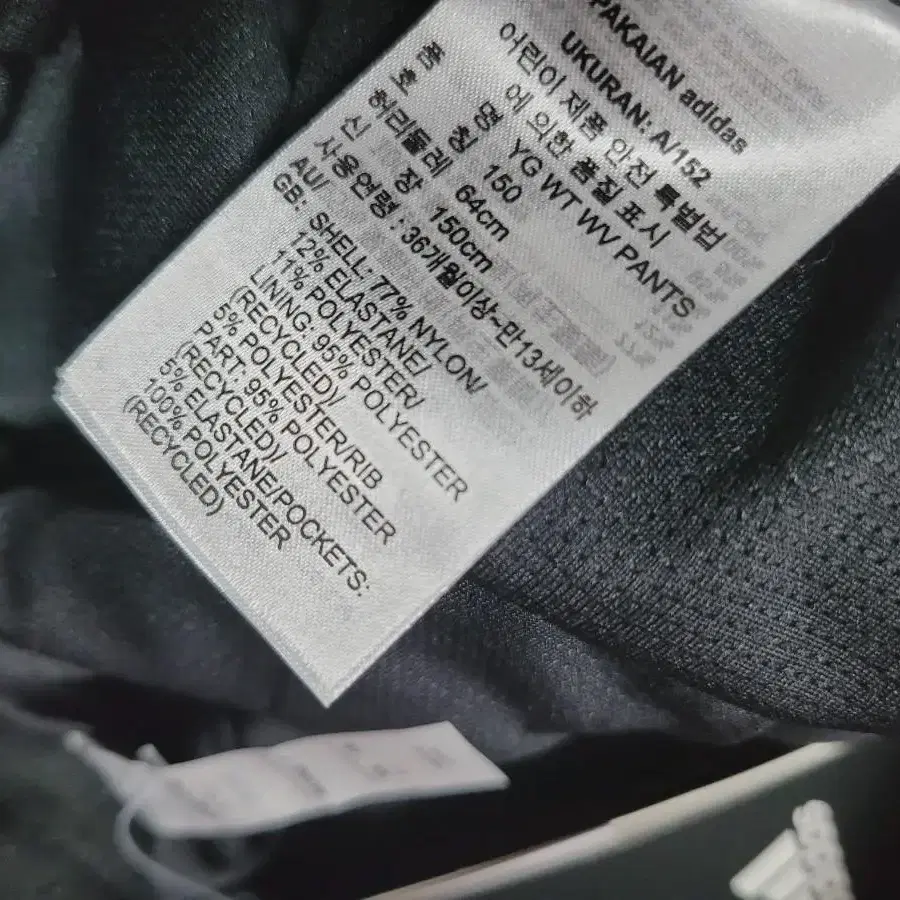 PAKAIAN adidas
UKURAN: A/152
어린이 제품 안전 특별법
에 의한 품질 표시
품 명 YG WT WV PANTS
호 칭 150
허리둘레 64cm
신 장 150cm
사용연령 : 36개월이상~만13세이하
AU/
GB: SHELL: 77% NYLON/
12% ELASTANE/
11% POLYESTER/
LINING: 95% POLYESTER
(RECYCLED)/
5% POLYESTER/RIB
PART: 95% POLYESTER
(RECYCLED)/
5% ELASTANE/POCKETS:
100% POLYESTER
(RECYCLED)